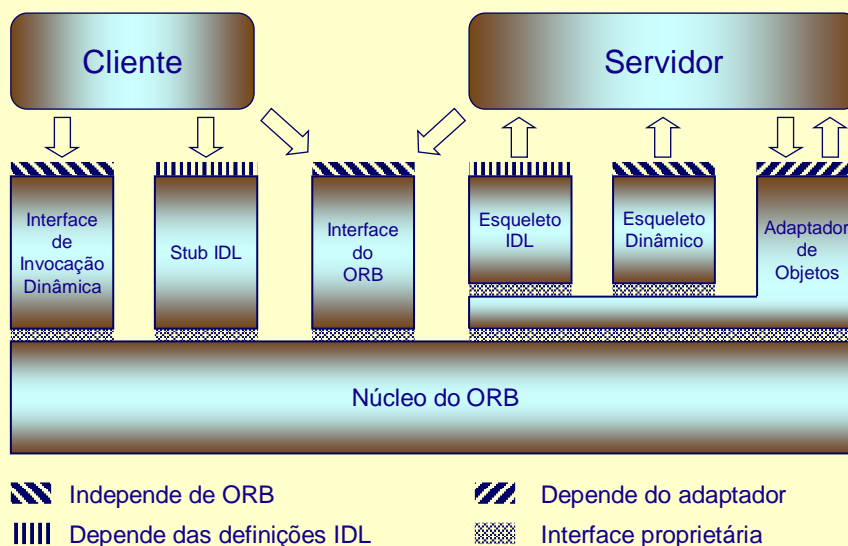 Cliente
Servidor
Interface
de
Invocação
Dinâmica
Stub IDL
Interface
do
ORB
Esqueleto
IDL
Esqueleto
Dinâmico
Adaptador
de
Objetos
Núcleo do ORB
Independe de ORB
Depende do adaptador
Depende das definições IDL
Interface proprietária